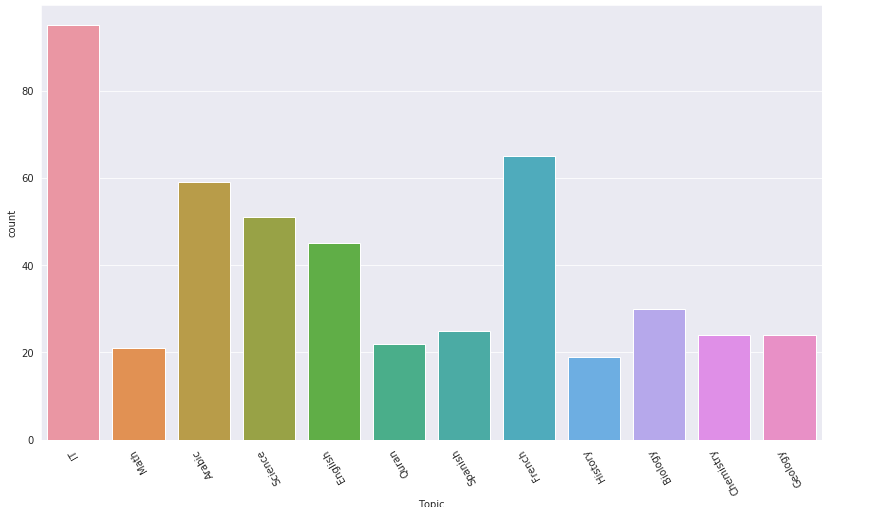 count
80
60
40
20
0
IT
Math
Arabic
Science
English
Quran
Spanish
French
History
Biology
Chemistry
Geology
Topic